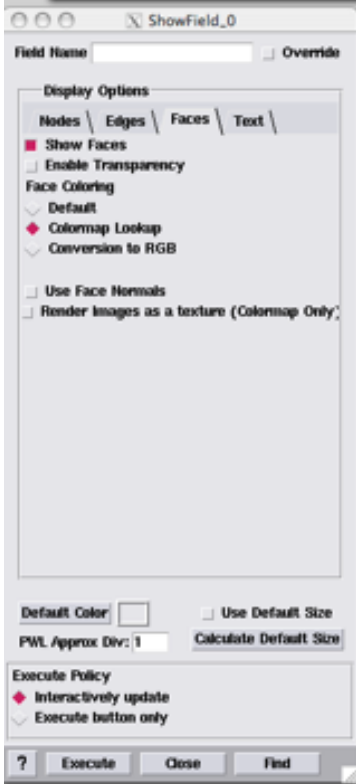 X ShowField_0
Field Name Override
Display Options
Nodes \ Edges \ Faces \ Text \
Show Faces
Enable Transparency
Face Coloring
Default
Colormap Lookup
Conversion to RGB
Use Face Normals
Render Images as a texture (Colormap Only)
Default Color Use Default Size
PWL Approx Div: 1 Calculate Default Size
Execute Policy
Interactively update
Execute button only
? Execute Close Find